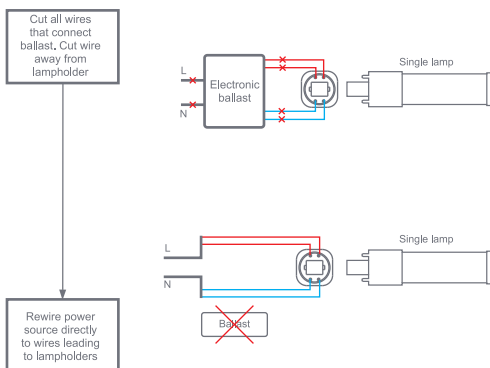 Cut all wires
that connect
ballast. Cut wire
away from
lampholder
L
N
Electronic
ballast
Single lamp
L
N
Single lamp
Ballast
Rewire power
source directly
to wires leading
to lampholders